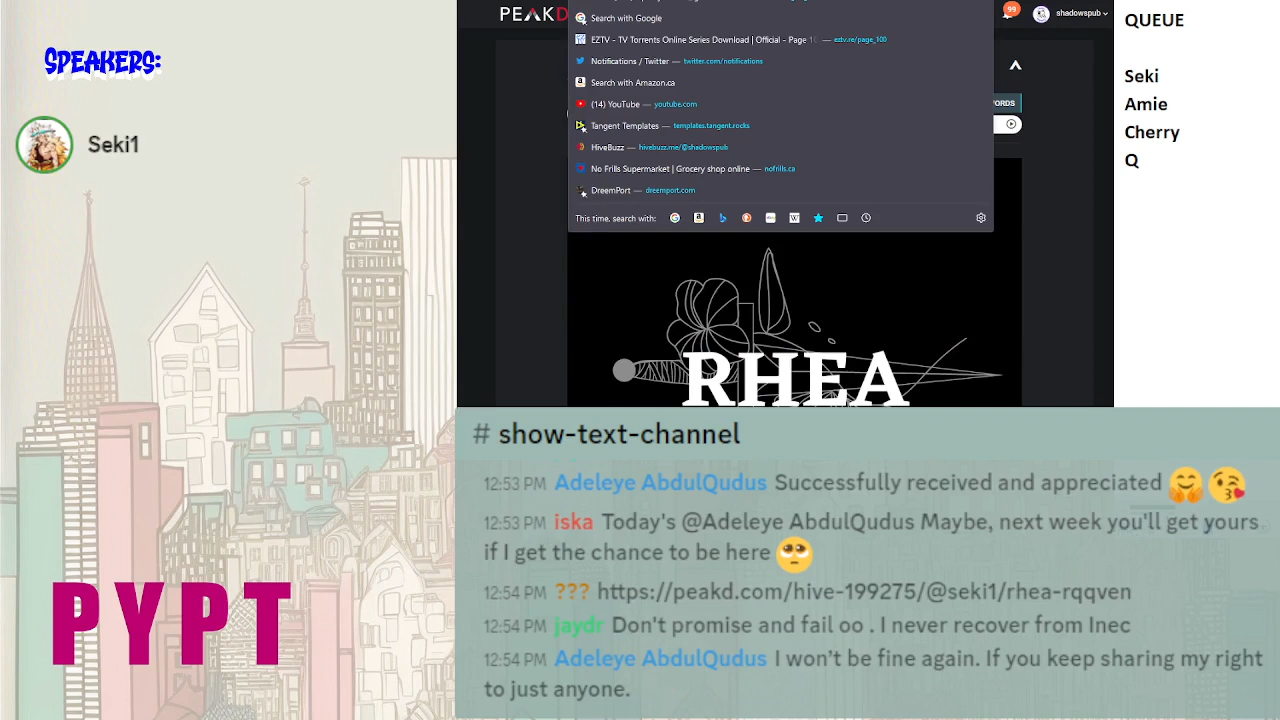 SPEAKERS:
Seki1
PYPT
PEAKD
99
shadowspub
Search with Google
EZTV – TV Torrents Online Series Download | Official – Page 1 — eztv.re/page_100
Notifications / Twitter — twitter.com/notifications
Search with Amazon.ca
(14) YouTube — youtube.com
Tangent Templates — templates.tangent.rocks
HiveBuzz — hivebuzz.me/@shadowspub
No Frills Supermarket | Grocery shop online — nofrills.ca
DreemPort — dreemport.com
This time, search with:
RHEA
QUEUE
Seki
Amie
Cherry
Q
# show-text-channel
12:53 PM Adeleye AbdulQudus Successfully received and appreciated 🤗😘
12:53 PM iska Today's @Adeleye AbdulQudus Maybe, next week you'll get yours
if I get the chance to be here 🥺
12:54 PM ??? https://peakd.com/hive-199275/@seki1/rhea-rqqven
12:54 PM jaydr Don't promise and fail oo . I never recover from Inec
12:54 PM Adeleye AbdulQudus I won't be fine again. If you keep sharing my right
to just anyone.